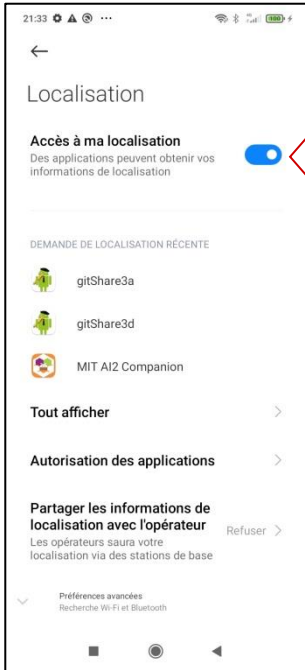 21:33
Localisation
Accès à ma localisation
Des applications peuvent obtenir vos
informations de localisation
DEMANDE DE LOCALISATION RÉCENTE
gitShare3a
gitShare3d
MIT AI2 Companion
Tout afficher
Autorisation des applications
Partager les informations de
localisation avec l'opérateur
Refuser
Les opérateurs saura votre
localisation via des stations de base
Préférences avancées
Recherche Wi-Fi et Bluetooth